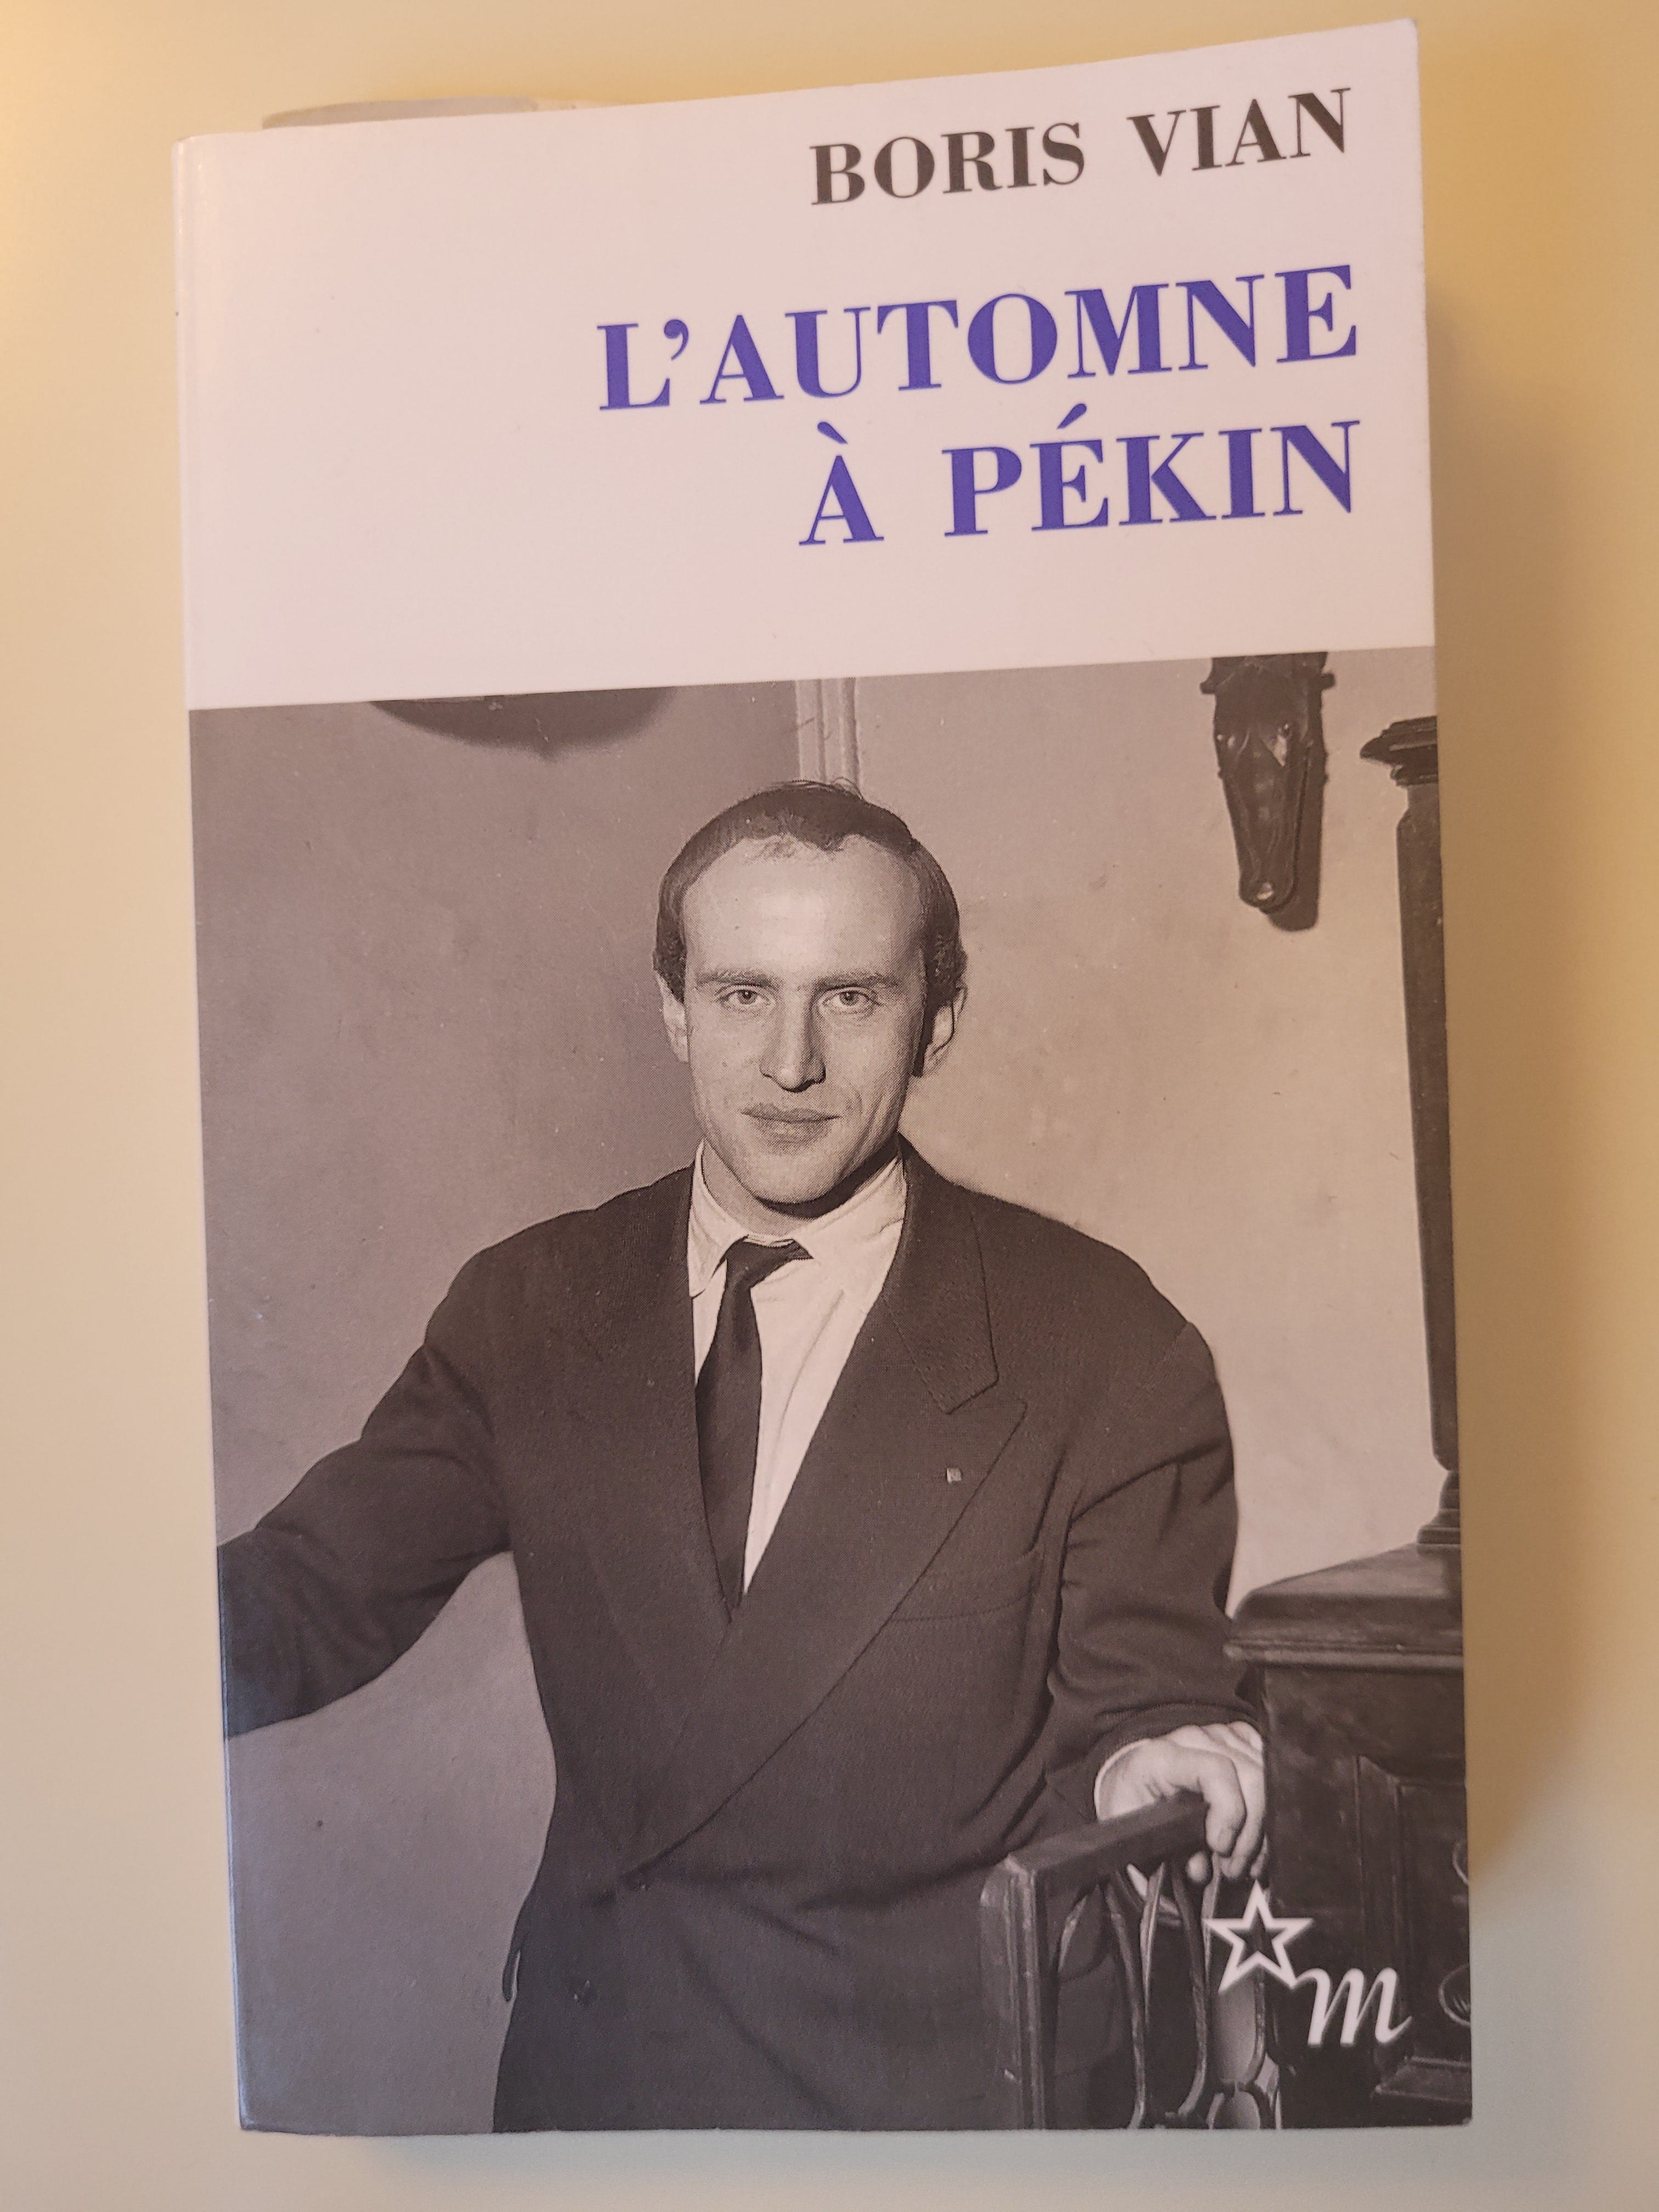 BORIS VIAN
L’AUTOMNE
À PÉKIN
m